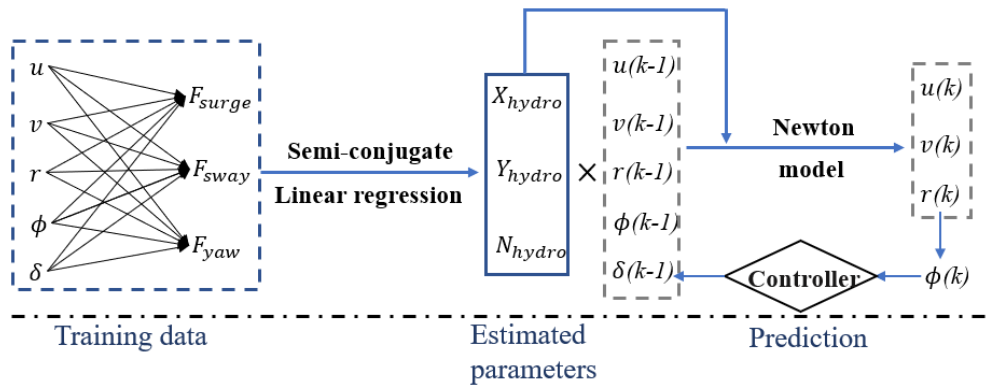 u
v
r
ϕ
δ
F_surge
F_sway
F_yaw
Semi-conjugate
Linear regression
X_hydro
Y_hydro
N_hydro
×
u(k-1)
v(k-1)
r(k-1)
ϕ(k-1)
δ(k-1)
Newton
model
u(k)
v(k)
r(k)
ϕ(k)
Controller
Training data
Estimated
parameters
Prediction